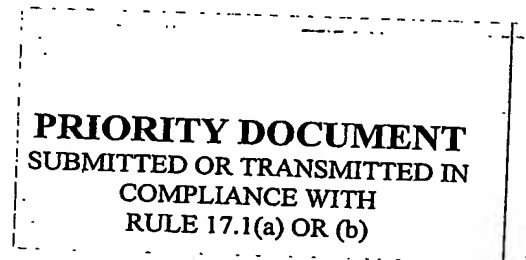 PRIORITY DOCUMENT
SUBMITTED OR TRANSMITTED IN
COMPLIANCE WITH
RULE 17.1(a) OR (b)